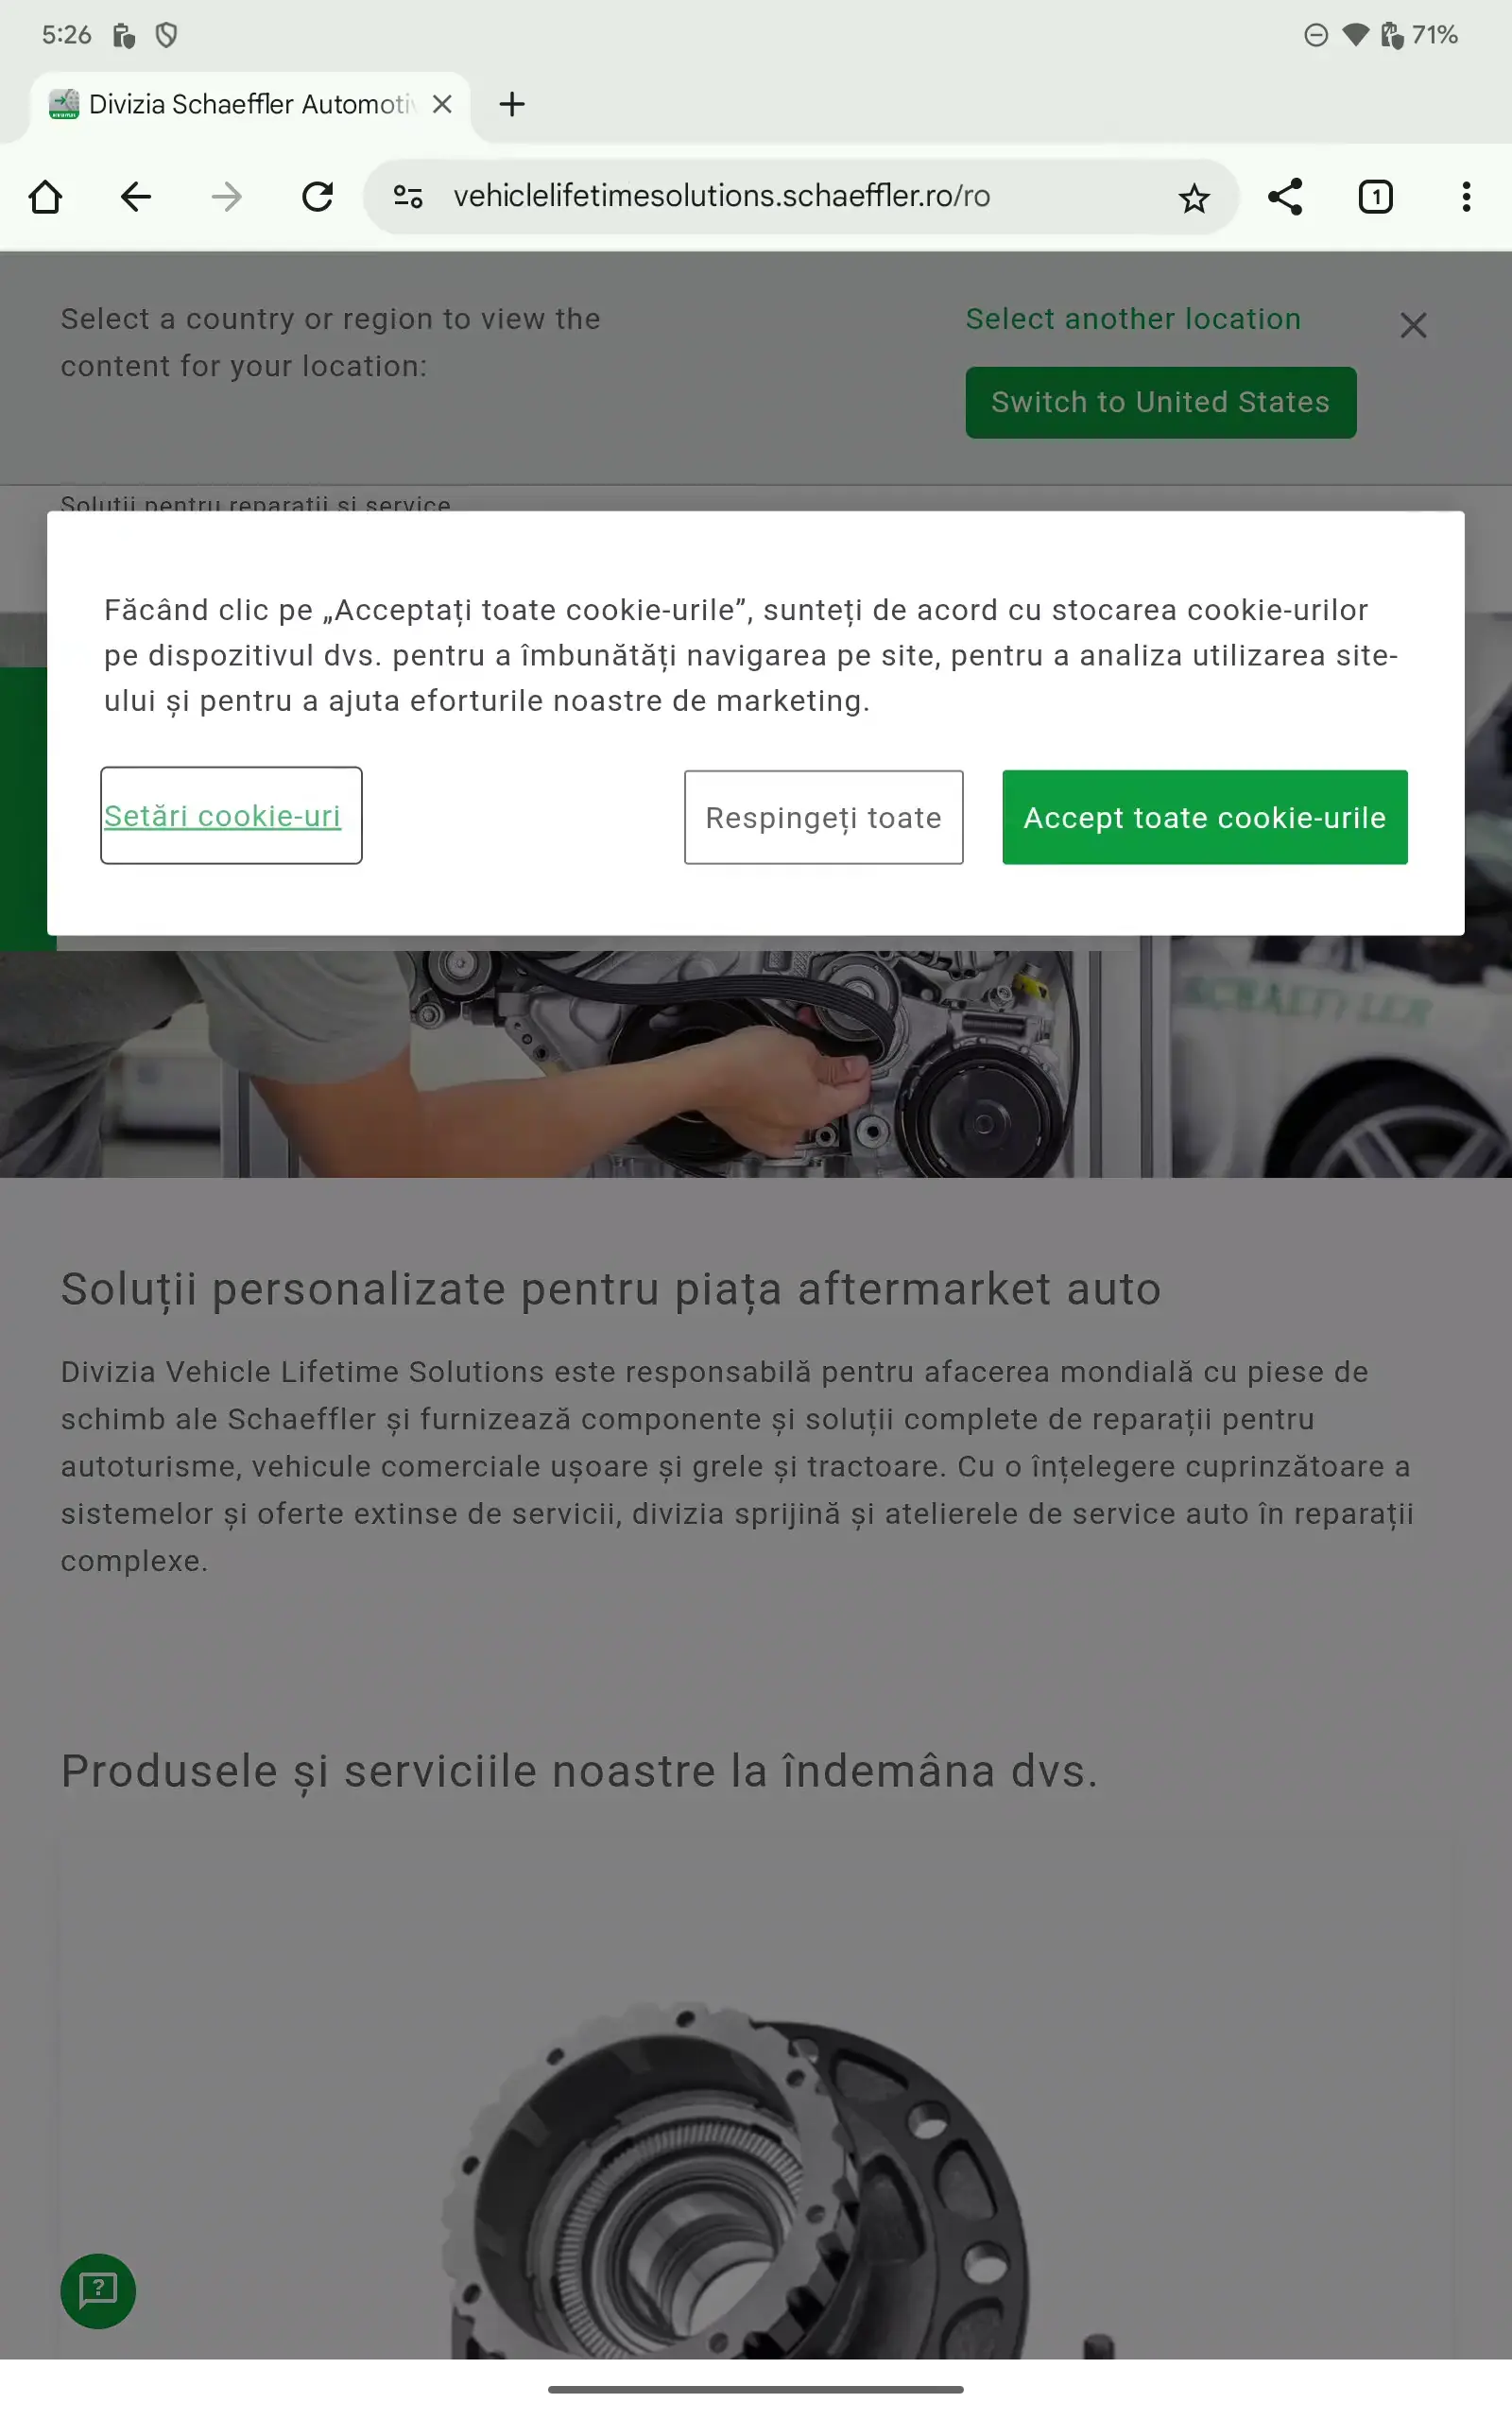 5:26
71%
Divizia Schaeffler Automotiv
vehiclelifetimesolutions.schaeffler.ro/ro
1
Select a country or region to view the
content for your location:
Select another location
Switch to United States
Soluții pentru reparații și service
Făcând clic pe „Acceptați toate cookie-urile”, sunteți de acord cu stocarea cookie-urilor
pe dispozitivul dvs. pentru a îmbunătăți navigarea pe site, pentru a analiza utilizarea site-
ului și pentru a ajuta eforturile noastre de marketing.
Setări cookie-uri
Respingeți toate
Accept toate cookie-urile
SCHAEFFLER
Soluții personalizate pentru piața aftermarket auto
Divizia Vehicle Lifetime Solutions este responsabilă pentru afacerea mondială cu piese de
schimb ale Schaeffler și furnizează componente și soluții complete de reparații pentru
autoturisme, vehicule comerciale ușoare și grele și tractoare. Cu o înțelegere cuprinzătoare a
sistemelor și oferte extinse de servicii, divizia sprijină și atelierele de service auto în reparații
complexe.
Produsele și serviciile noastre la îndemâna dvs.